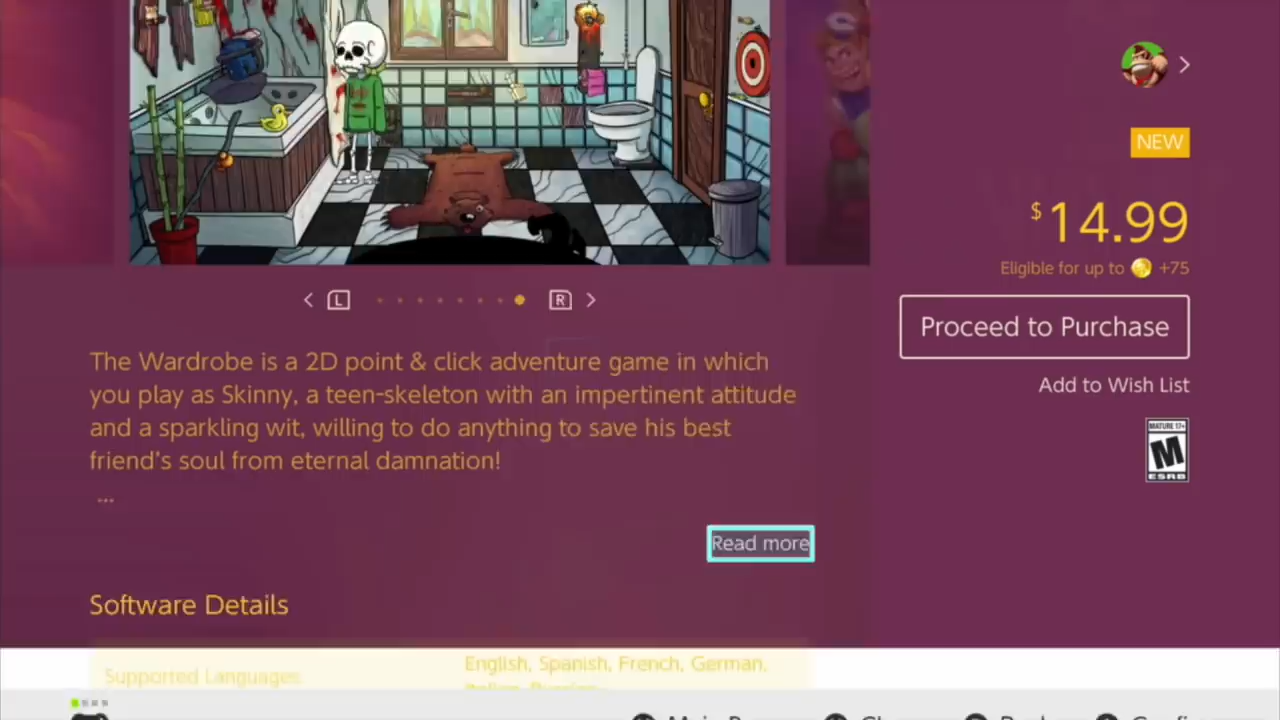 NEW
$14.99
Eligible for up to +75
L
R
Proceed to Purchase
Add to Wish List
MATURE 17+
M
ESRB
The Wardrobe is a 2D point & click adventure game in which
you play as Skinny, a teen-skeleton with an impertinent attitude
and a sparkling wit, willing to do anything to save his best
friend's soul from eternal damnation!
...
Read more
Software Details
Supported Languages
English, Spanish, French, German,